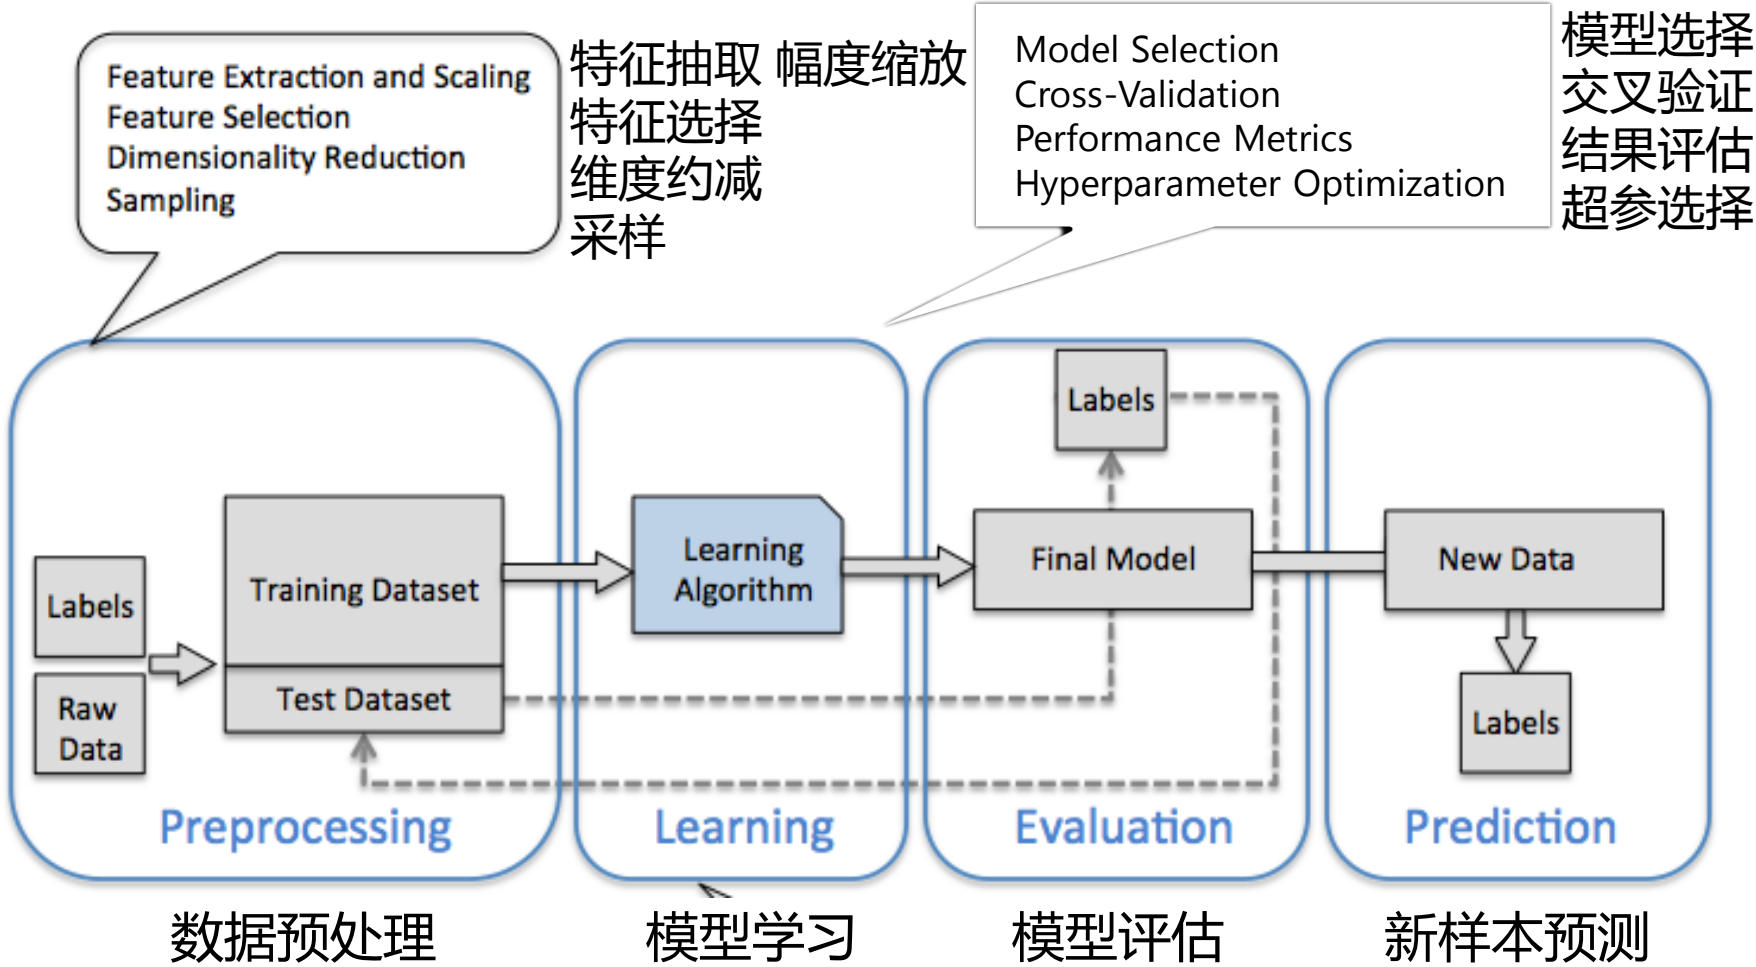 Feature Extraction and Scaling
Feature Selection
Dimensionality Reduction
Sampling
特征抽取 幅度缩放
特征选择
维度约减
采样
Model Selection
Cross-Validation
Performance Metrics
Hyperparameter Optimization
模型选择
交叉验证
结果评估
超参选择
Labels
Raw
Data
Training Dataset
Test Dataset
Preprocessing
Learning
Algorithm
Learning
Labels
Final Model
Evaluation
New Data
Labels
Prediction
数据预处理
模型学习
模型评估
新样本预测